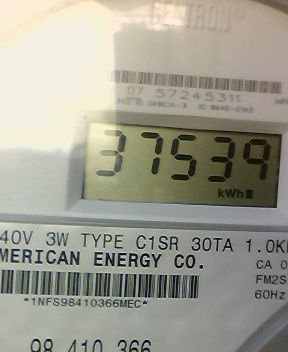 CENTRON®
07 57245311
37539
kWh
40V 3W TYPE C1SR 30TA 1.0K
MERICAN ENERGY CO.
CA 0
FM2S
60Hz
*1NFS98410366MEC*
98 410 366